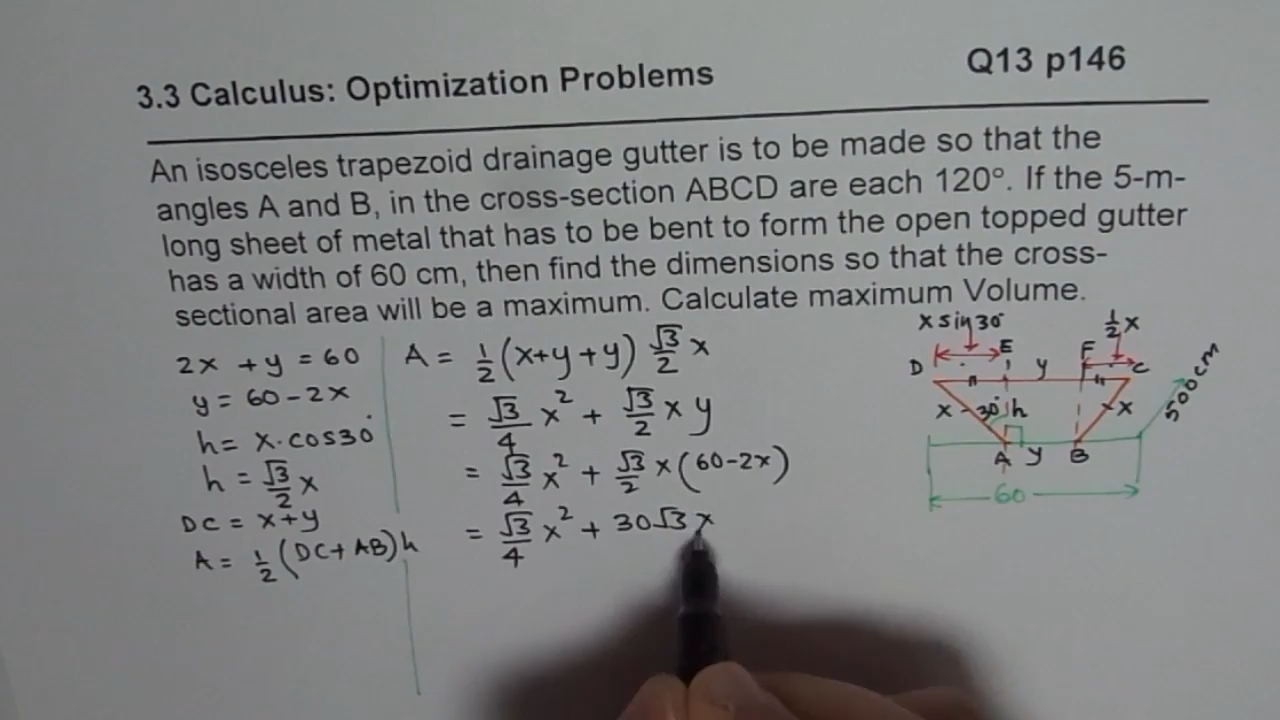 3.3 Calculus: Optimization Problems
Q13 p146
An isosceles trapezoid drainage gutter is to be made so that the
angles A and B, in the cross-section ABCD are each 120°. If the 5-m-
long sheet of metal that has to be bent to form the open topped gutter
has a width of 60 cm, then find the dimensions so that the cross-
sectional area will be a maximum. Calculate maximum Volume.
2x + y = 60
y = 60 - 2x
h = x·cos30°
h = √3/2 x
DC = x+y
A = 1/2 (DC+AB)h
A = 1/2 (x+y+y) √3/2 x
= √3/4 x² + √3/2 x y
= √3/4 x² + √3/2 x (60-2x)
= √3/4 x² + 30√3 x
x sin 30°
1/2 x
D E y F C
x 30° h x 500cm
A y B
60